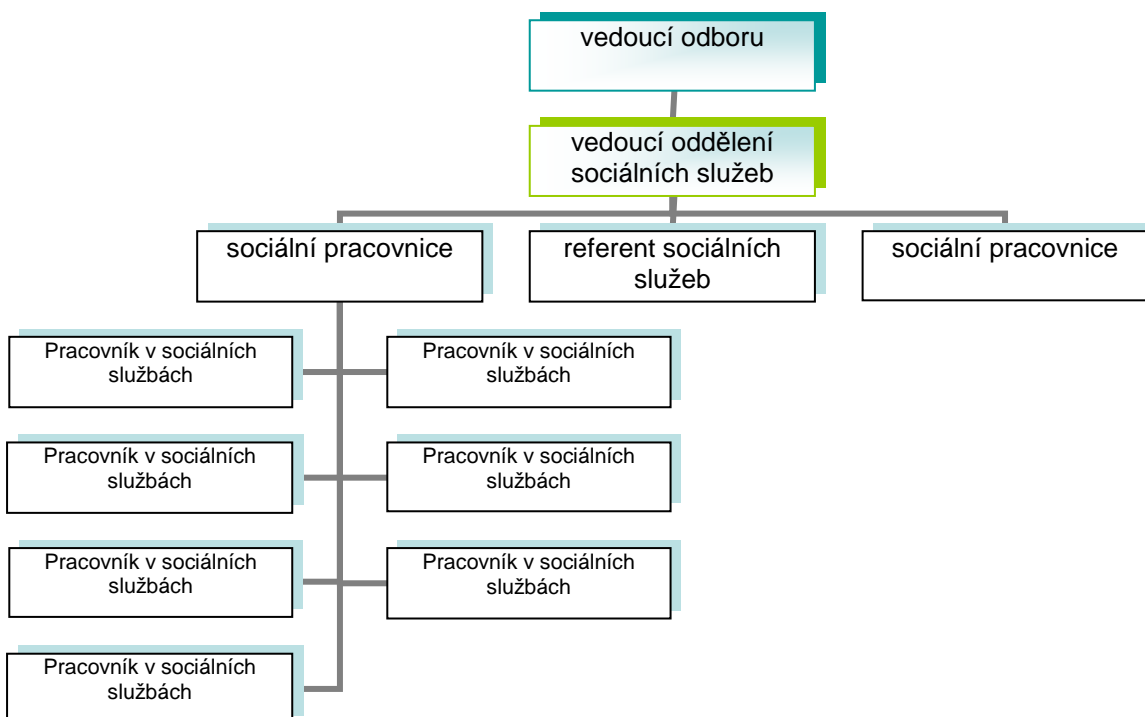 vedoucí odboru
vedoucí oddělení
sociálních služeb
sociální pracovnice
referent sociálních
služeb
sociální pracovnice
Pracovník v sociálních
službách
Pracovník v sociálních
službách
Pracovník v sociálních
službách
Pracovník v sociálních
službách
Pracovník v sociálních
službách
Pracovník v sociálních
službách
Pracovník v sociálních
službách